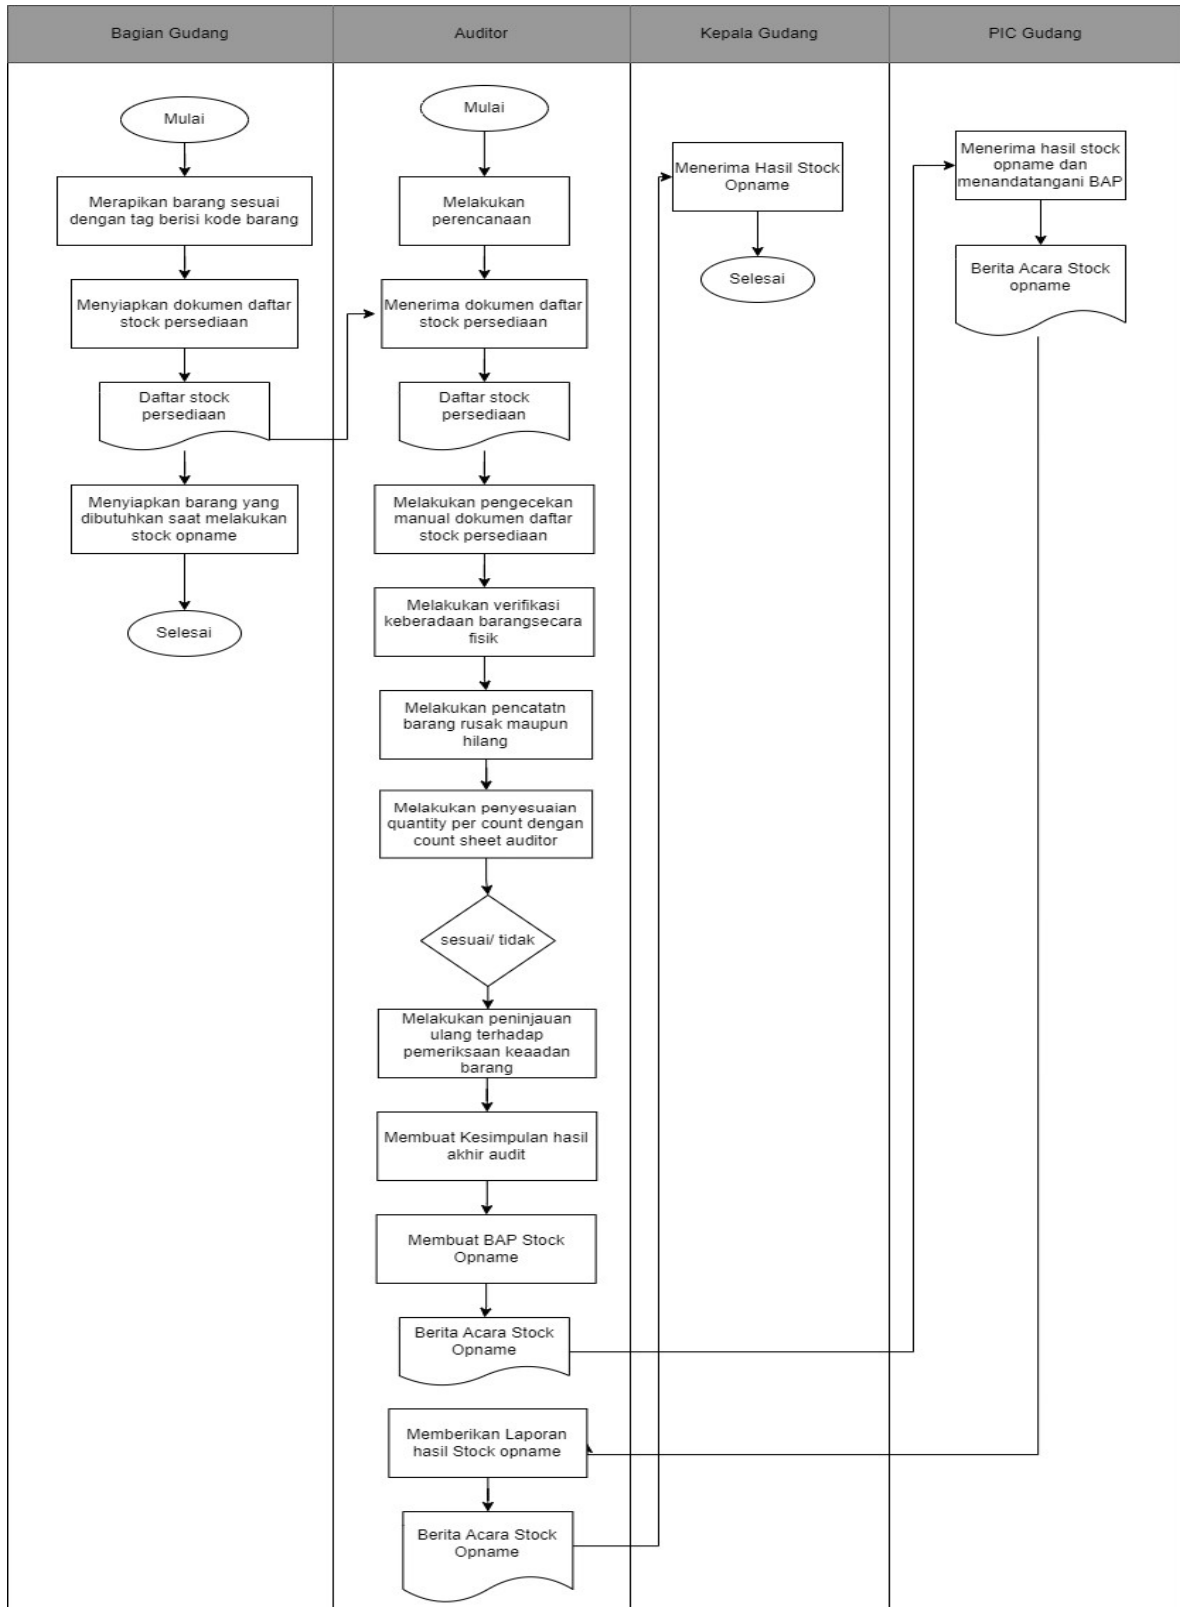 Bagian Gudang
Auditor
Kepala Gudang
PIC Gudang
Mulai
Merapikan barang sesuai
dengan tag berisi kode barang
Menyiapkan dokumen daftar
stock persediaan
Daftar stock
persediaan
Menyiapkan barang yang
dibutuhkan saat melakukan
stock opname
Selesai
Mulai
Melakukan
perencanaan
Menerima dokumen daftar
stock persediaan
Daftar stock
persediaan
Melakukan pengecekan
manual dokumen daftar
stock persediaan
Melakukan verifikasi
keberadaan barangsecara
fisik
Melakukan pencatatn
barang rusak maupun
hilang
Melakukan penyesuaian
quantity per count dengan
count sheet auditor
sesuai/ tidak
Melakukan peninjauan
ulang terhadap
pemeriksaan keaadan
barang
Membuat Kesimpulan hasil
akhir audit
Membuat BAP Stock
Opname
Berita Acara Stock
Opname
Memberikan Laporan
hasil Stock opname
Berita Acara Stock
Opname
Menerima Hasil Stock
Opname
Selesai
Menerima hasil stock
opname dan
menandatangani BAP
Berita Acara Stock
opname